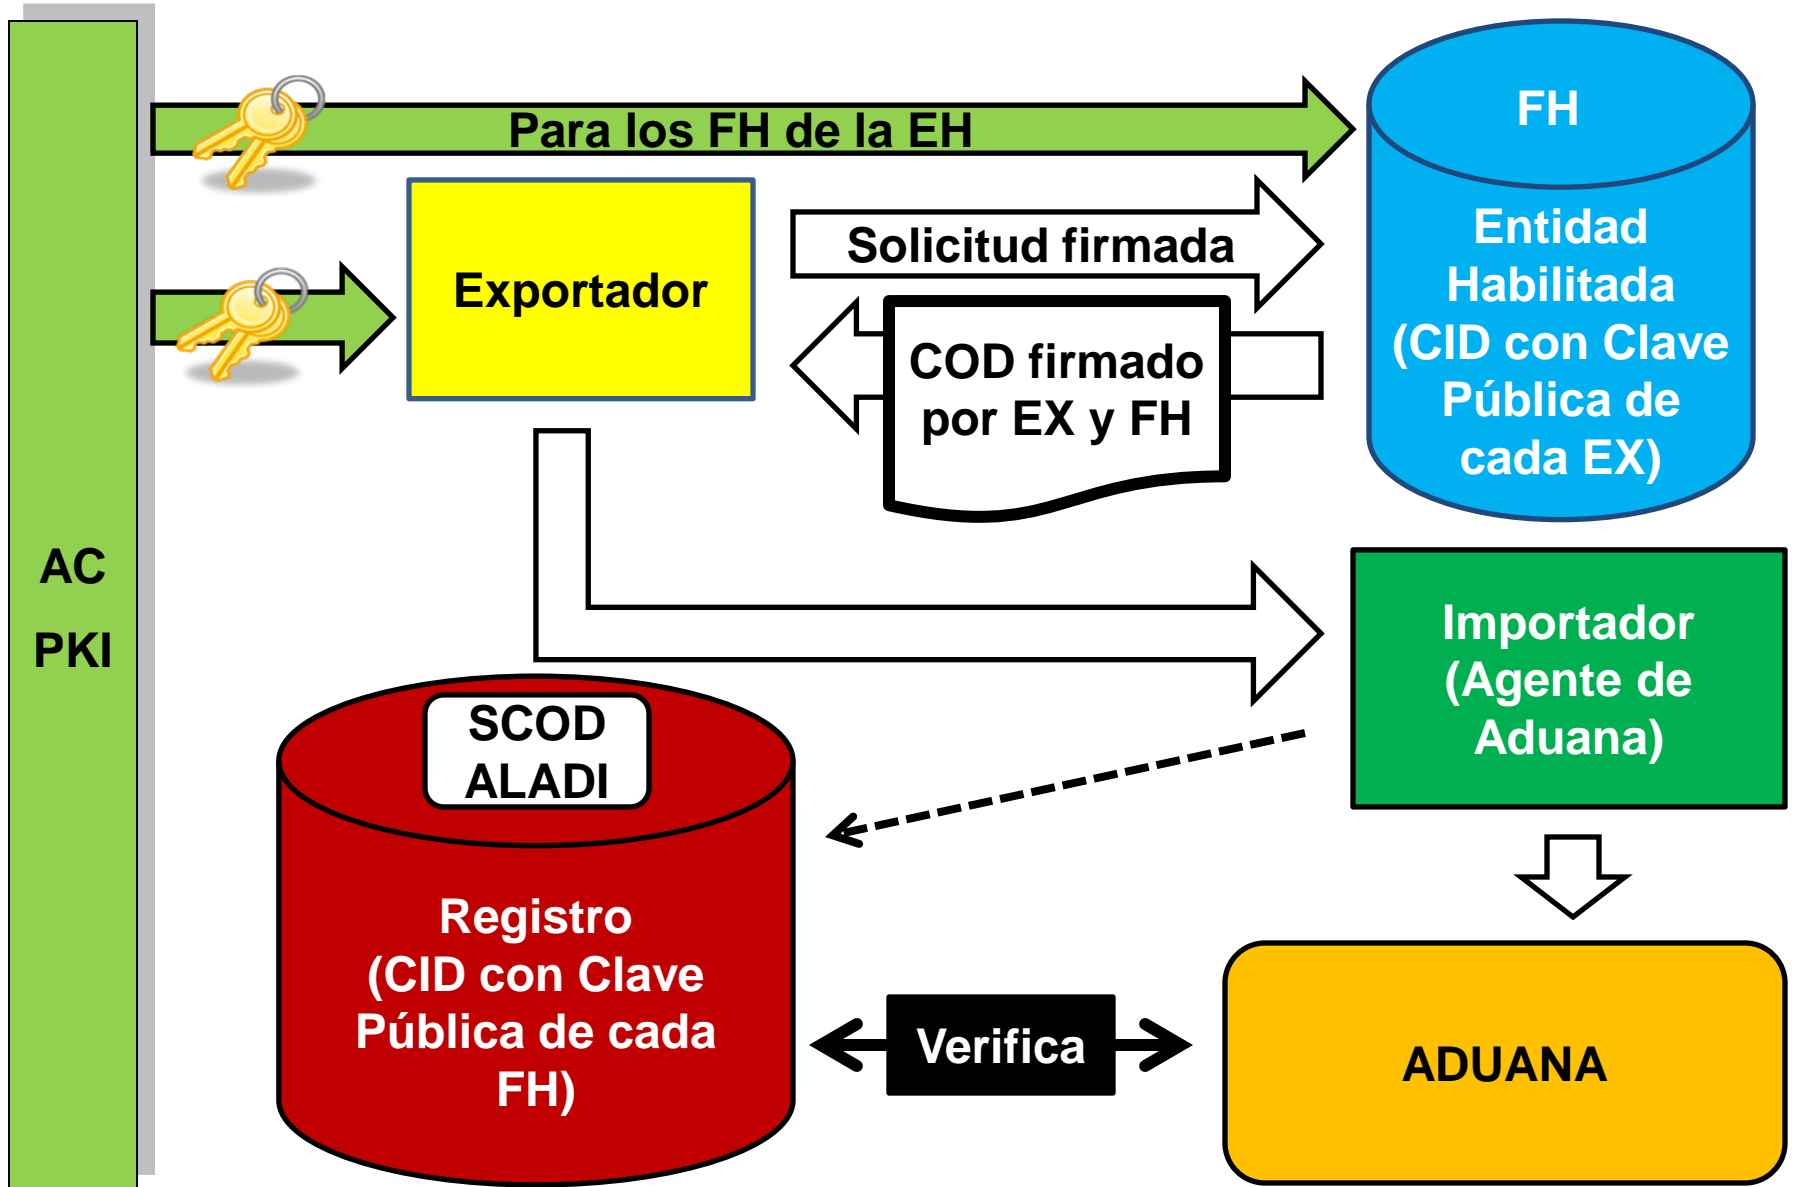 Para los FH de la EH
FH
Exportador
Solicitud firmada
Entidad
Habilitada
(CID con Clave
Pública de
cada EX)
COD firmado
por EX y FH
AC
PKI
Importador
(Agente de
Aduana)
SCOD
ALADI
Registro
(CID con Clave
Pública de cada
FH)
Verifica
ADUANA